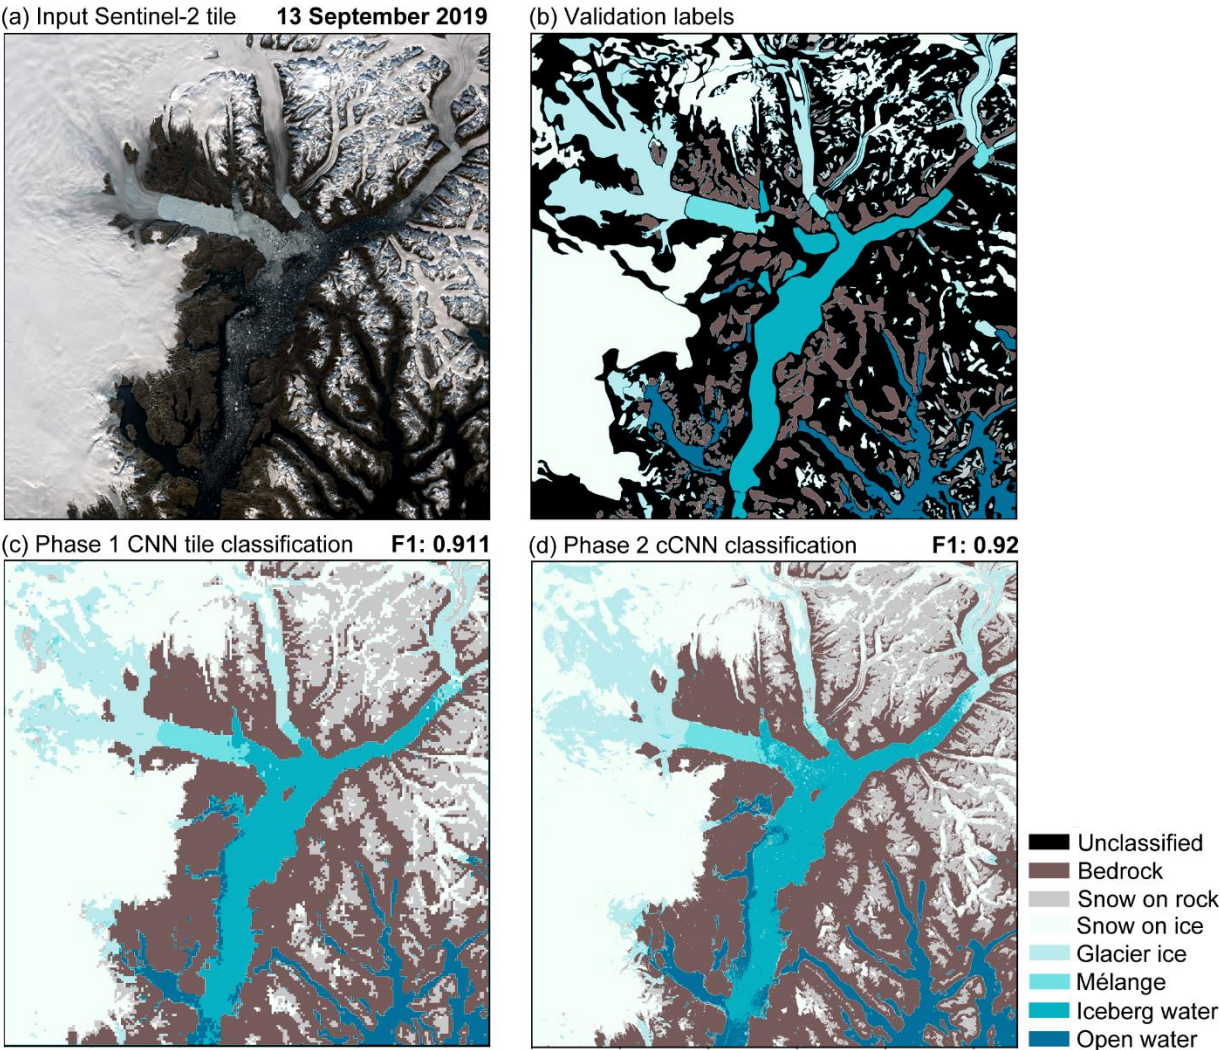 (a) Input Sentinel-2 tile 13 September 2019
(b) Validation labels
(c) Phase 1 CNN tile classification F1: 0.911
(d) Phase 2 cCNN classification F1: 0.92
Unclassified
Bedrock
Snow on rock
Snow on ice
Glacier ice
Mélange
Iceberg water
Open water